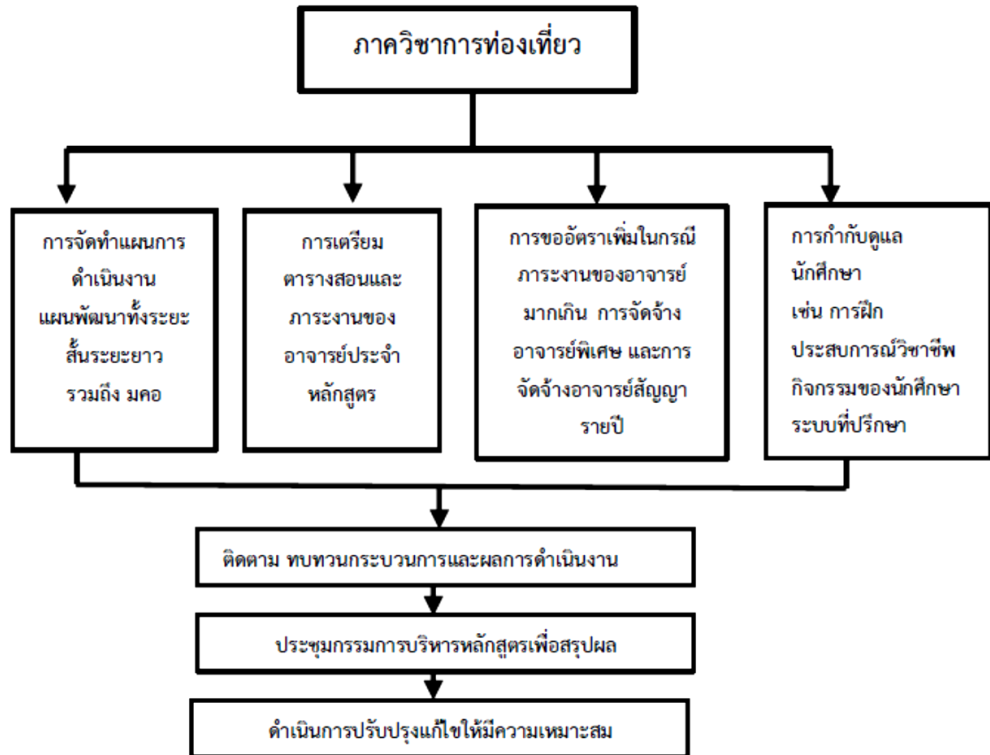 ภาควิชาการท่องเที่ยว
การจัดทำแผนการ
ดำเนินงาน
แผนพัฒนาทั้งระยะ
สั้นระยะยาว
รวมถึง มคอ
การเตรียม
ตารางสอนและ
ภาระงานของ
อาจารย์ประจำ
หลักสูตร
การขออัตราเพิ่มในกรณี
ภาระงานของอาจารย์
มากเกิน การจัดจ้าง
อาจารย์พิเศษ และการ
จัดจ้างอาจารย์สัญญา
รายปี
การกำกับดูแล
นักศึกษา
เช่น การฝึก
ประสบการณ์วิชาชีพ
กิจกรรมของนักศึกษา
ระบบที่ปรึกษา
ติดตาม ทบทวนกระบวนการและผลการดำเนินงาน
ประชุมกรรมการบริหารหลักสูตรเพื่อสรุปผล
ดำเนินการปรับปรุงแก้ไขให้มีความเหมาะสม